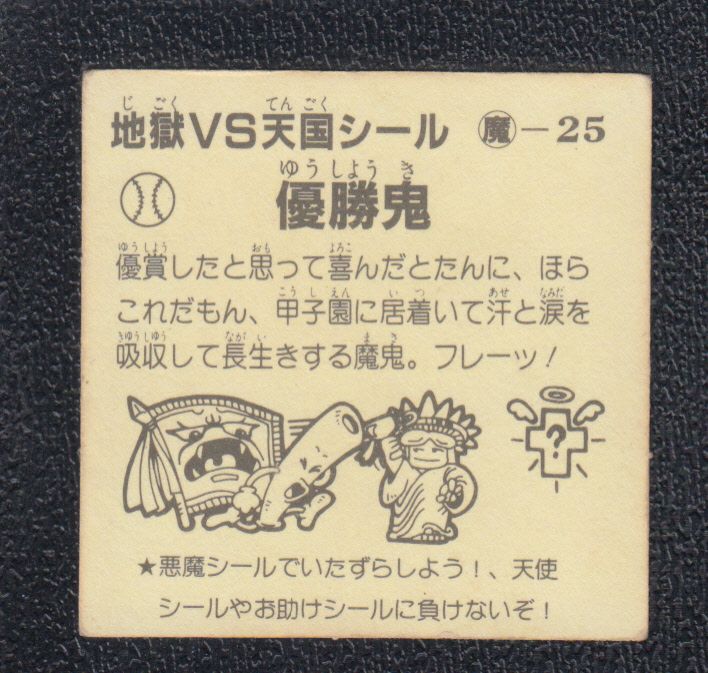 地獄VS天国シール 魔－25
優勝鬼
優賞したと思って喜んだとたんに、ほら
これだもん、甲子園に居着いて汗と涙を
吸収して長生きする魔鬼。フレーッ！
?
★悪魔シールでいたずらしよう！、天使
シールやお助けシールに負けないぞ！